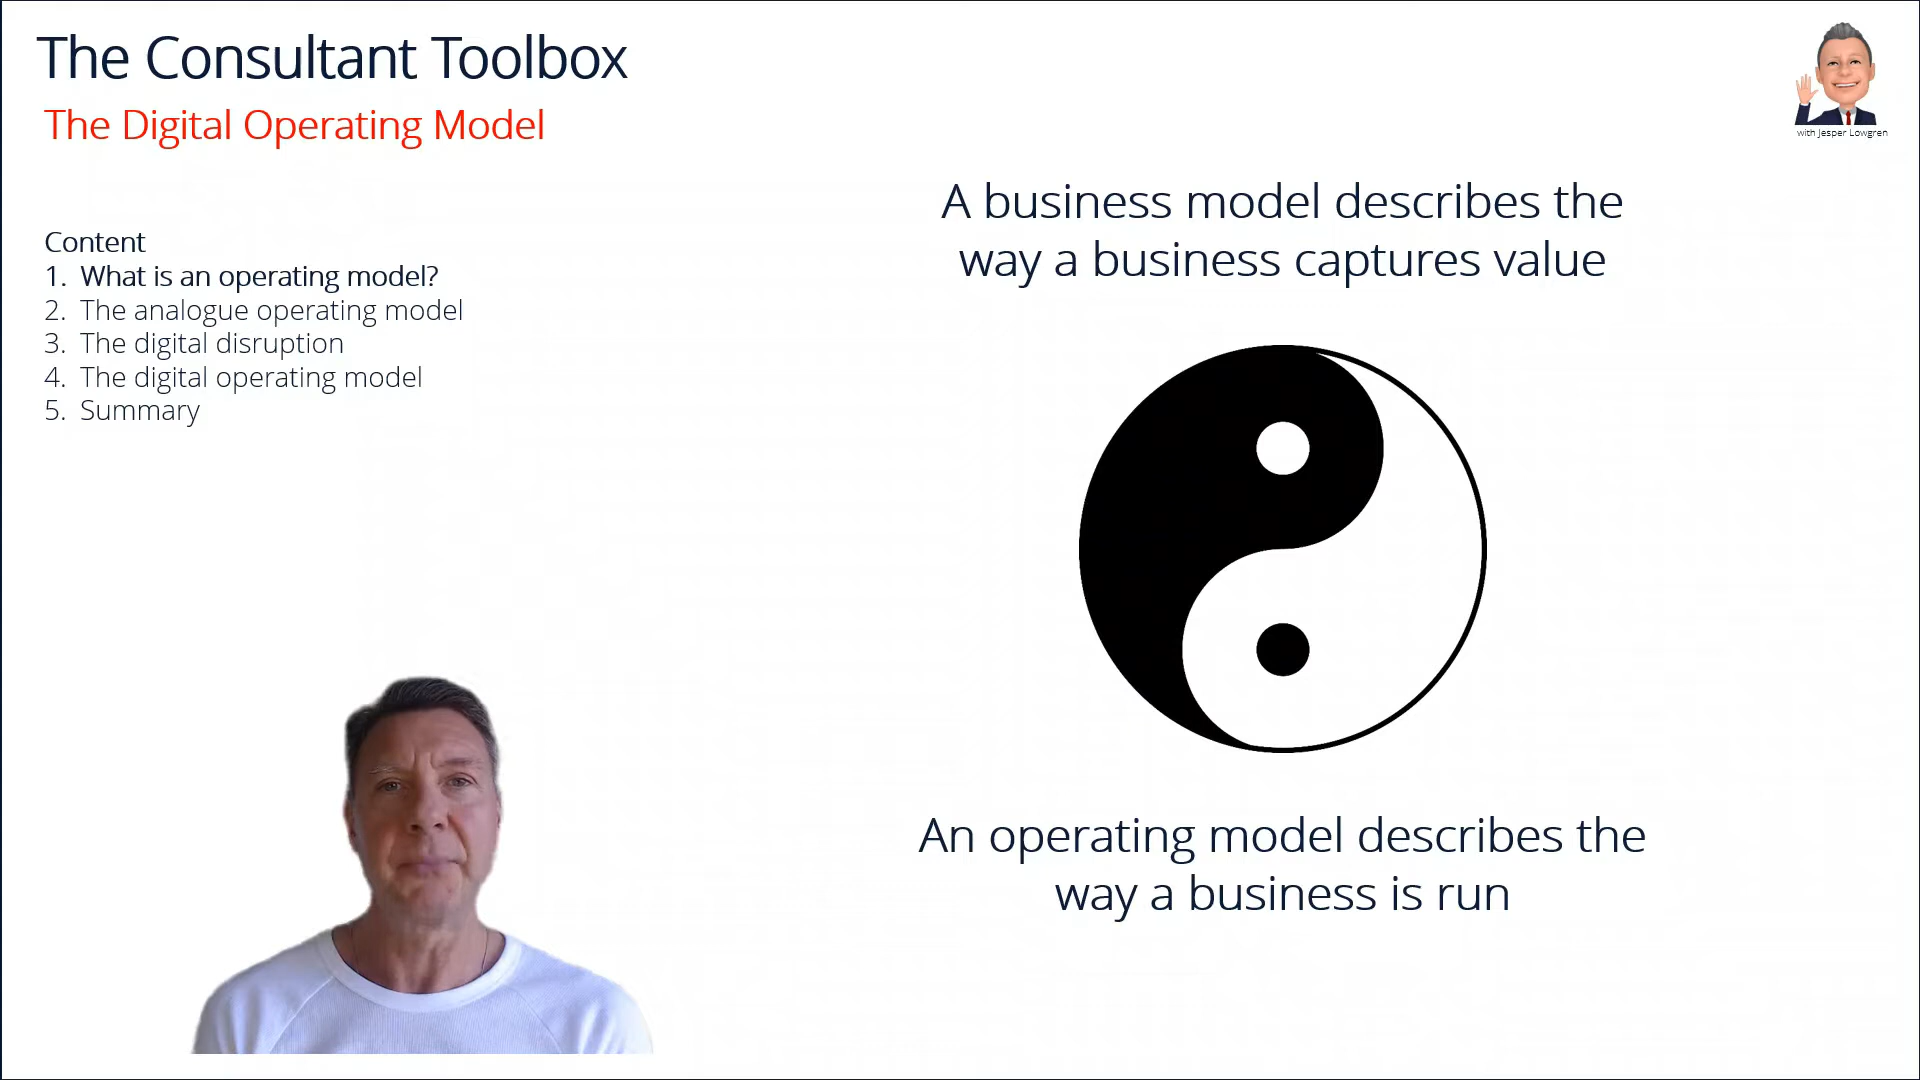 The Consultant Toolbox
The Digital Operating Model
with Jesper Lowgren
Content
1. What is an operating model?
2. The analogue operating model
3. The digital disruption
4. The digital operating model
5. Summary
A business model describes the
way a business captures value
An operating model describes the
way a business is run